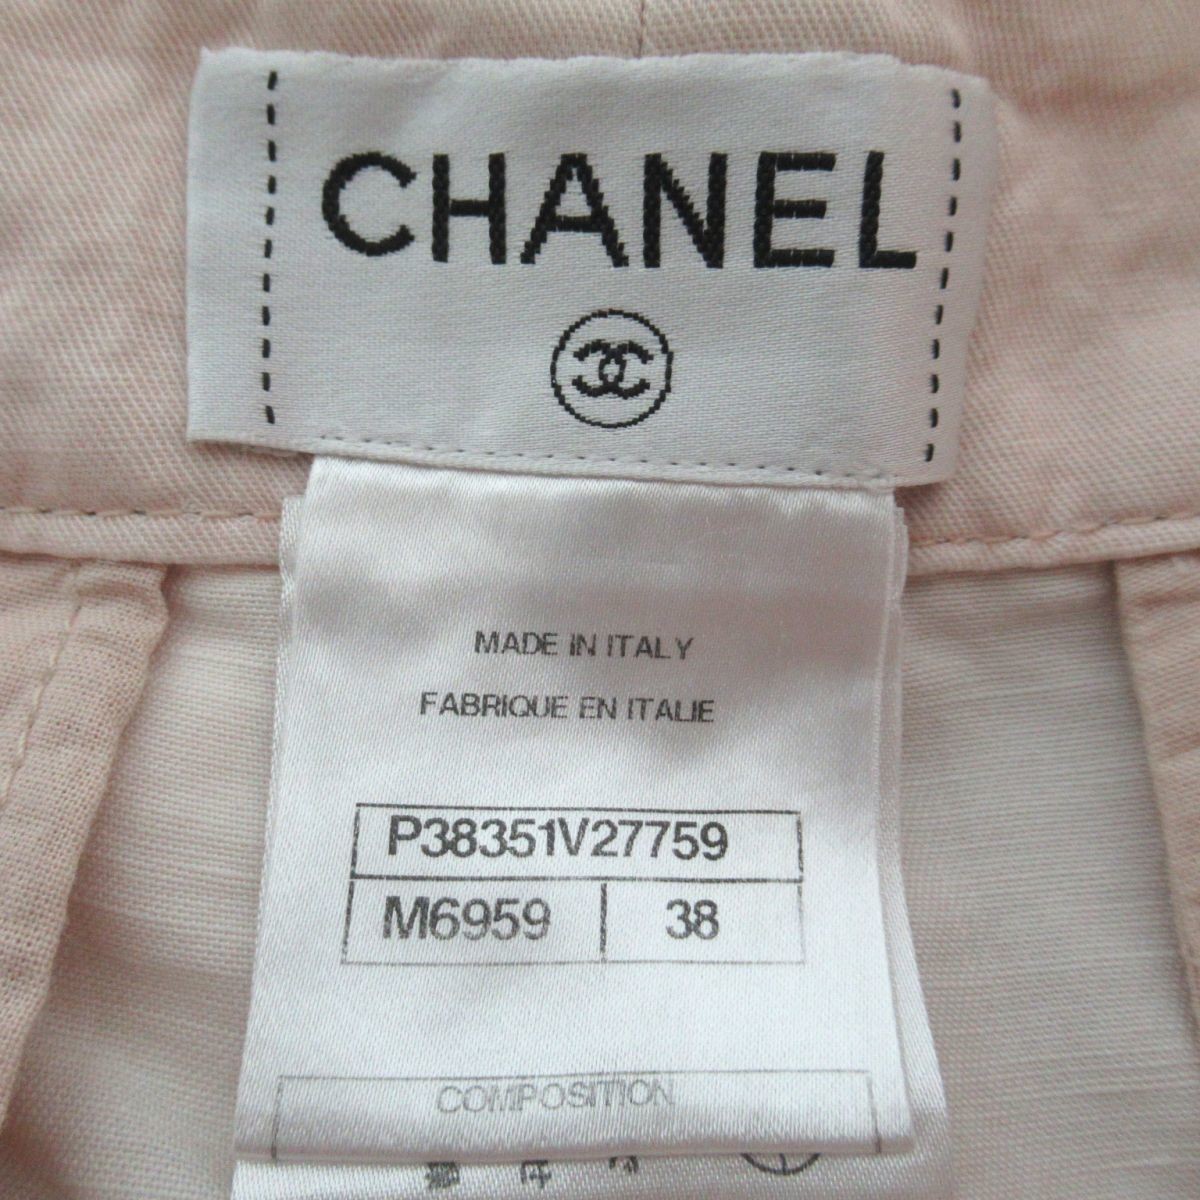 CHANEL
MADE IN ITALY
FABRIQUE EN ITALIE
P38351V27759
M6959 38
COMPOSITION